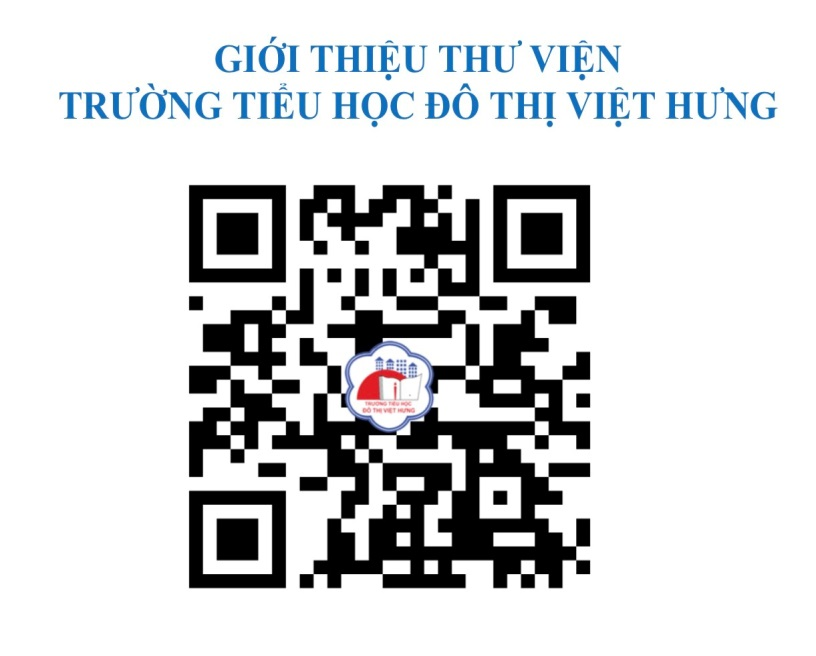 GIỚI THIỆU THƯ VIỆN
TRƯỜNG TIỂU HỌC ĐÔ THỊ VIỆT HƯNG
TRƯỜNG TIỂU HỌC
ĐÔ THỊ VIỆT HƯNG